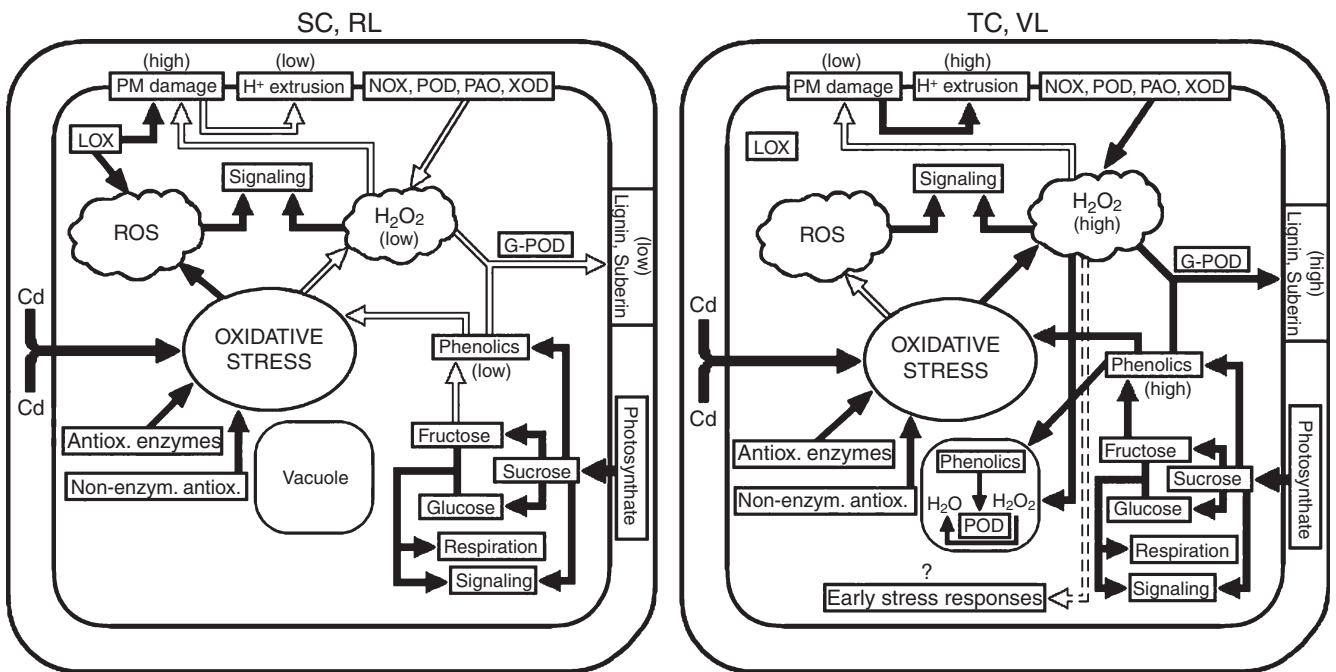 SC, RL
(high)
(low)
PM damage
H+ extrusion
NOX, POD, PAO, XOD
LOX
Signaling
ROS
H2O2
(low)
G-POD
Lignin, Suberin
(low)
Cd
Cd
OXIDATIVE
STRESS
Phenolics
(low)
Antiox. enzymes
Non-enzym. antiox.
Vacuole
Fructose
Sucrose
Glucose
Respiration
Signaling
Photosynthate
TC, VL
(low)
(high)
PM damage
H+ extrusion
NOX, POD, PAO, XOD
LOX
Signaling
ROS
H2O2
(high)
G-POD
Lignin, Suberin
(high)
Cd
Cd
OXIDATIVE
STRESS
Phenolics
(high)
Antiox. enzymes
Non-enzym. antiox.
Phenolics
H2O
H2O2
POD
Fructose
Sucrose
Glucose
Respiration
Signaling
Photosynthate
?
Early stress responses